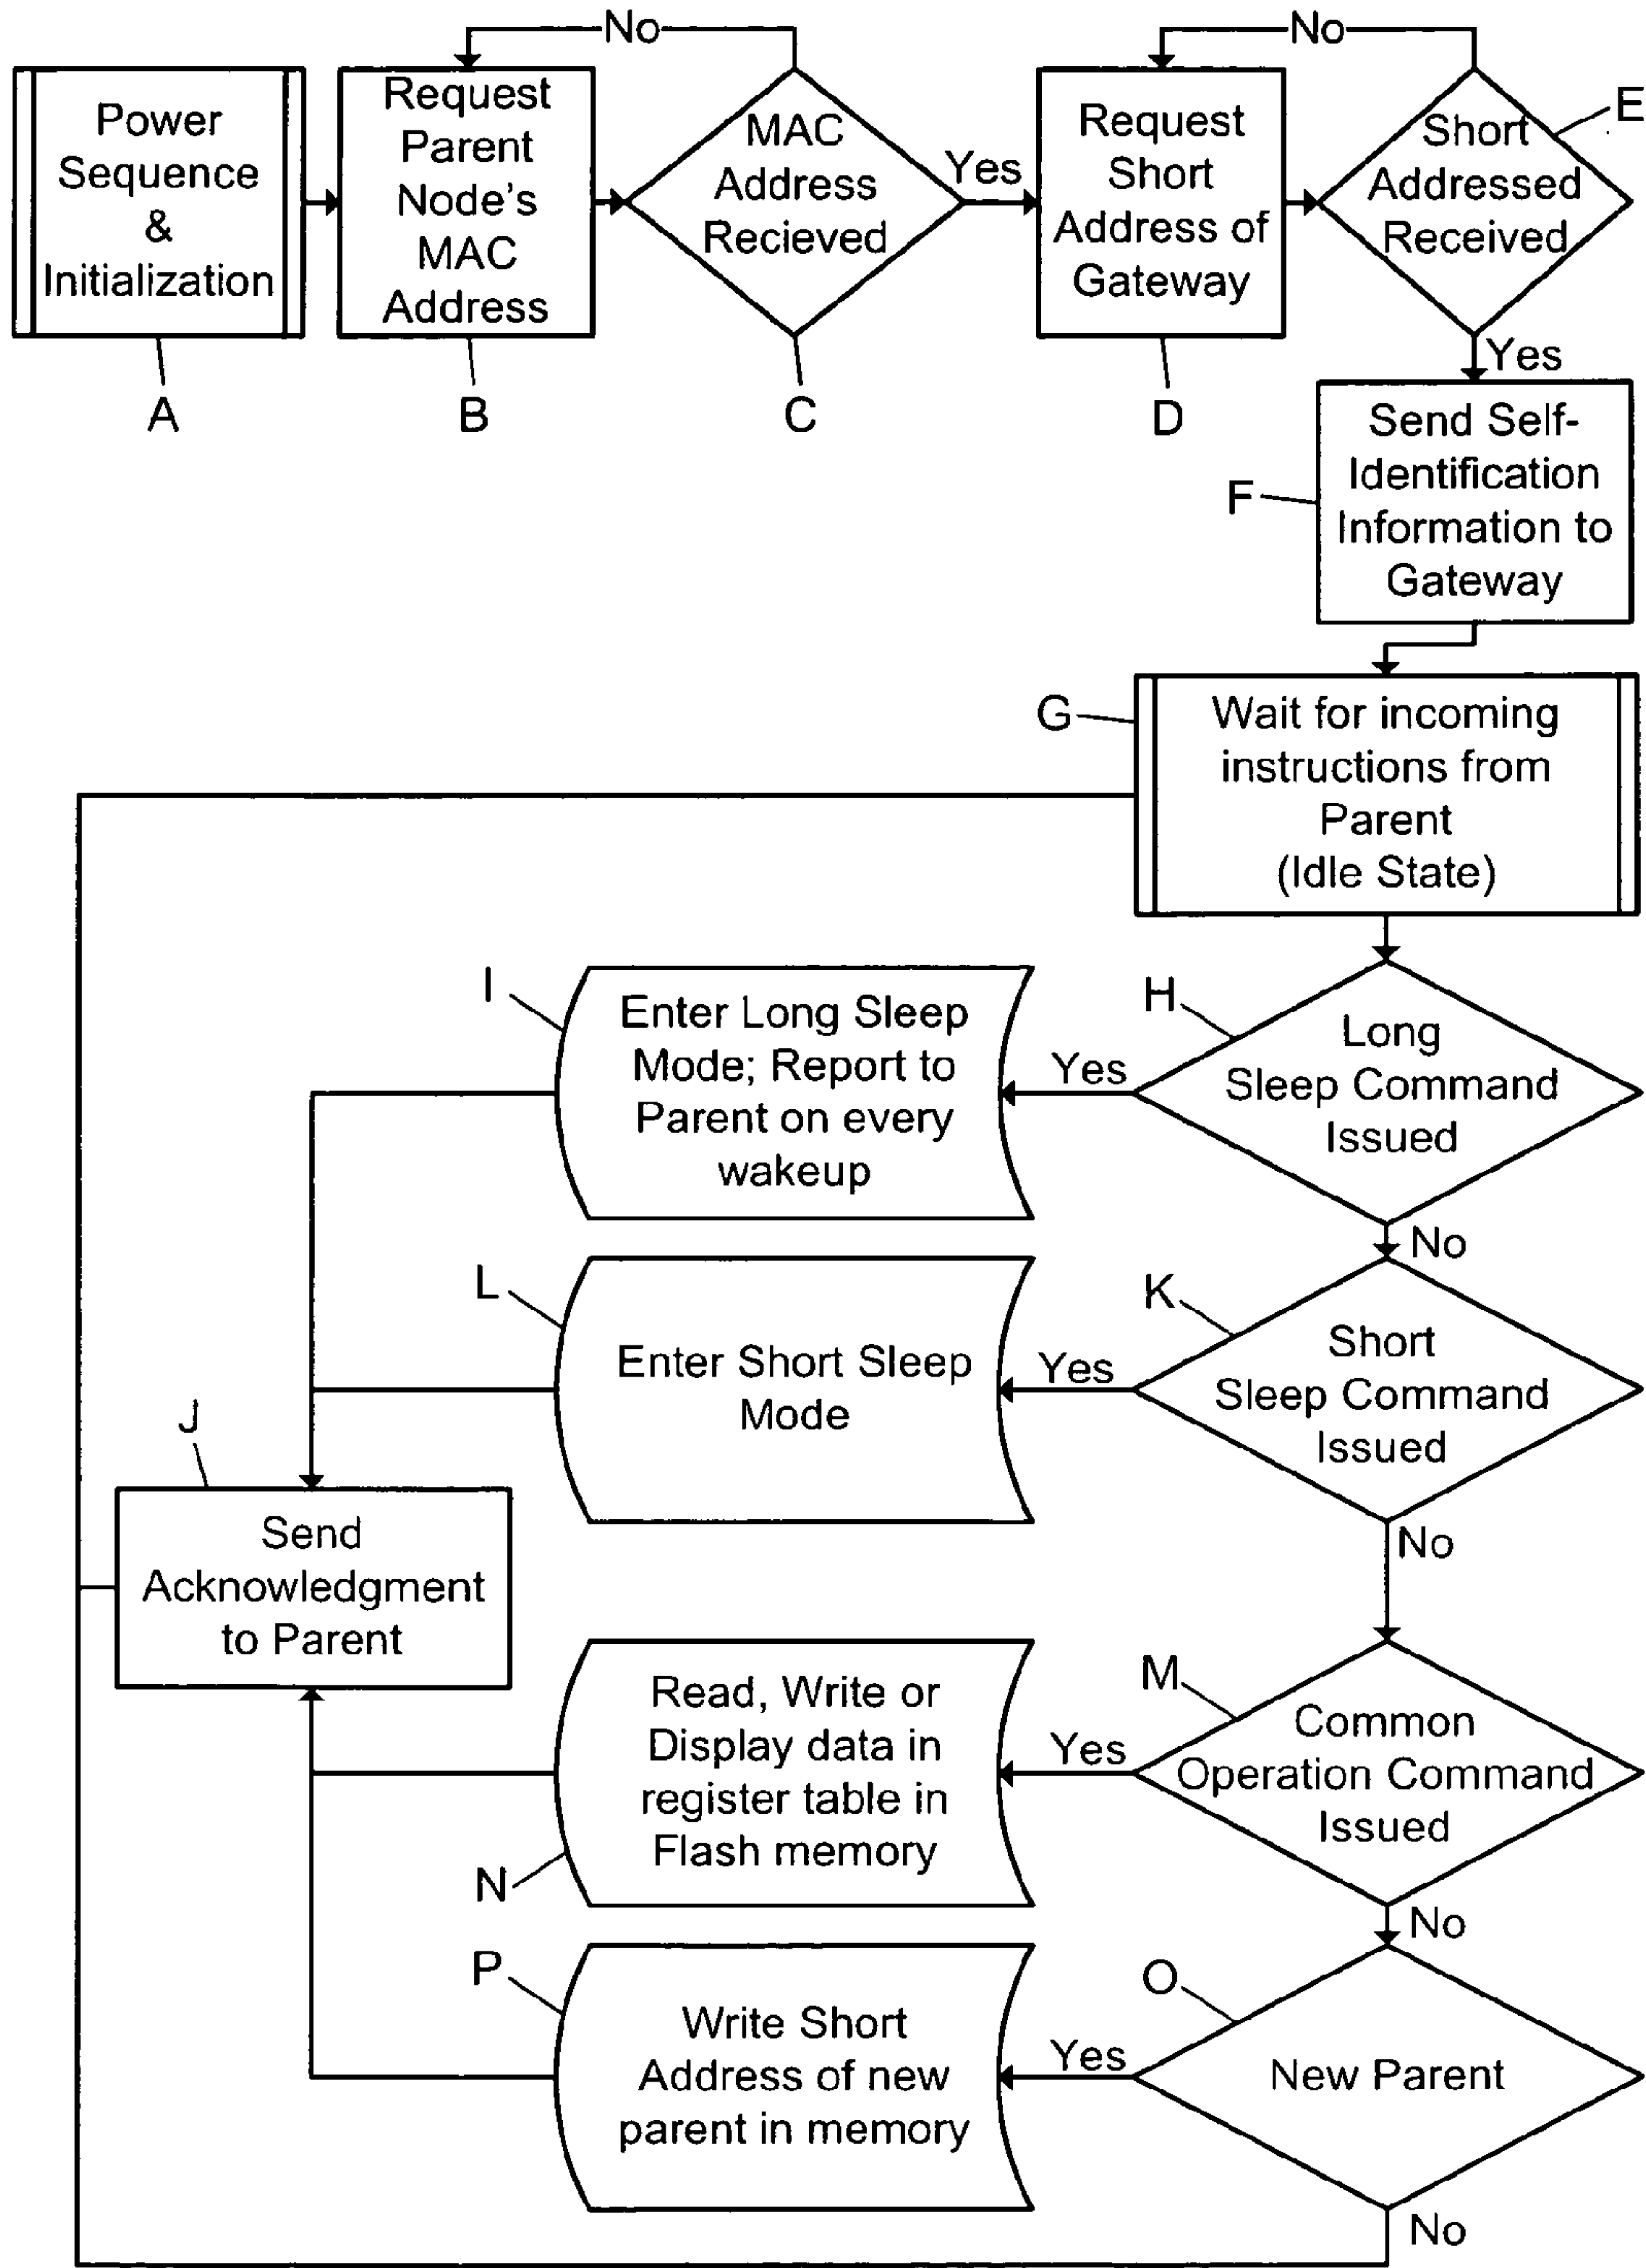 No
No
Power
Sequence
&
Initialization
Request
Parent
Node's
MAC
Address
MAC
Address
Recieved
Yes
Request
Short
Address of
Gateway
Short
Addressed
Received
E
A
B
C
D
Yes
Send Self-
Identification
Information to
Gateway
F
G
Wait for incoming
instructions from
Parent
(Idle State)
I
Enter Long Sleep
Mode; Report to
Parent on every
wakeup
Yes
H
Long
Sleep Command
Issued
No
L
Enter Short Sleep
Mode
Yes
K
Short
Sleep Command
Issued
No
J
Send
Acknowledgment
to Parent
Read, Write or
Display data in
register table in
Flash memory
N
Yes
M
Common
Operation Command
Issued
No
P
Write Short
Address of new
parent in memory
Yes
O
New Parent
No